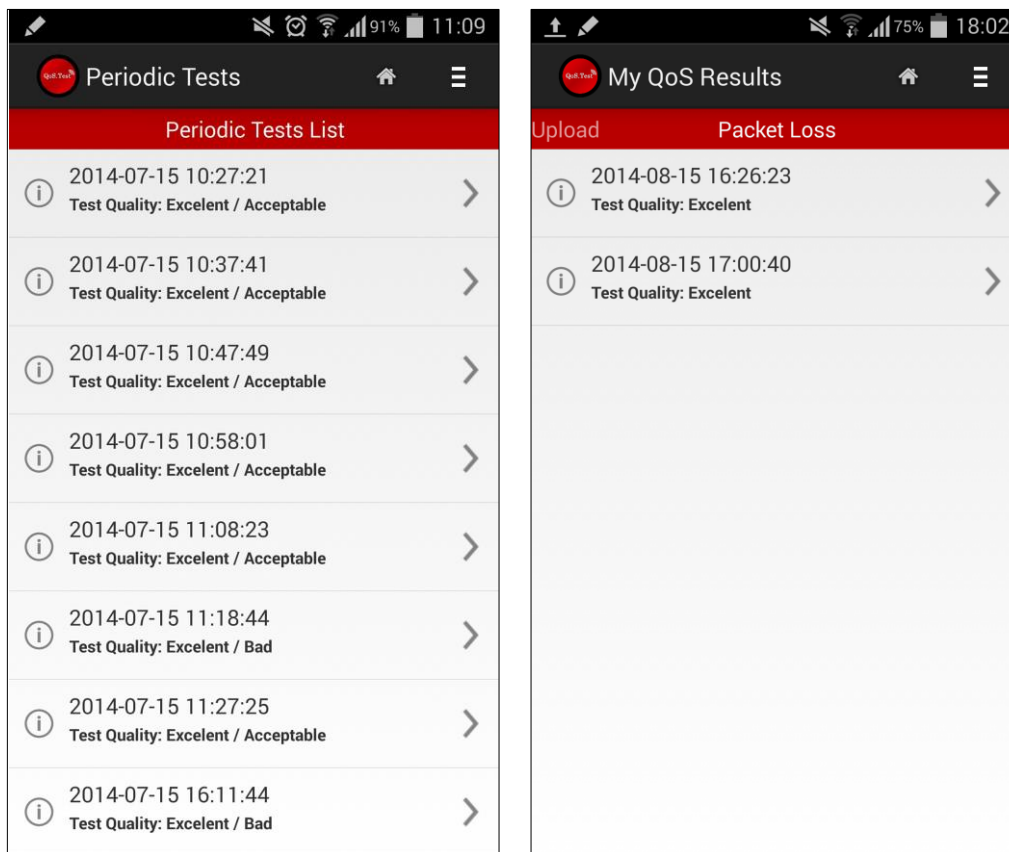 91% 11:09
QoS.Test Periodic Tests
Periodic Tests List
2014-07-15 10:27:21
Test Quality: Excelent / Acceptable
2014-07-15 10:37:41
Test Quality: Excelent / Acceptable
2014-07-15 10:47:49
Test Quality: Excelent / Acceptable
2014-07-15 10:58:01
Test Quality: Excelent / Acceptable
2014-07-15 11:08:23
Test Quality: Excelent / Acceptable
2014-07-15 11:18:44
Test Quality: Excelent / Bad
2014-07-15 11:27:25
Test Quality: Excelent / Acceptable
2014-07-15 16:11:44
Test Quality: Excelent / Bad
75% 18:02
QoS.Test My QoS Results
Upload Packet Loss
2014-08-15 16:26:23
Test Quality: Excelent
2014-08-15 17:00:40
Test Quality: Excelent